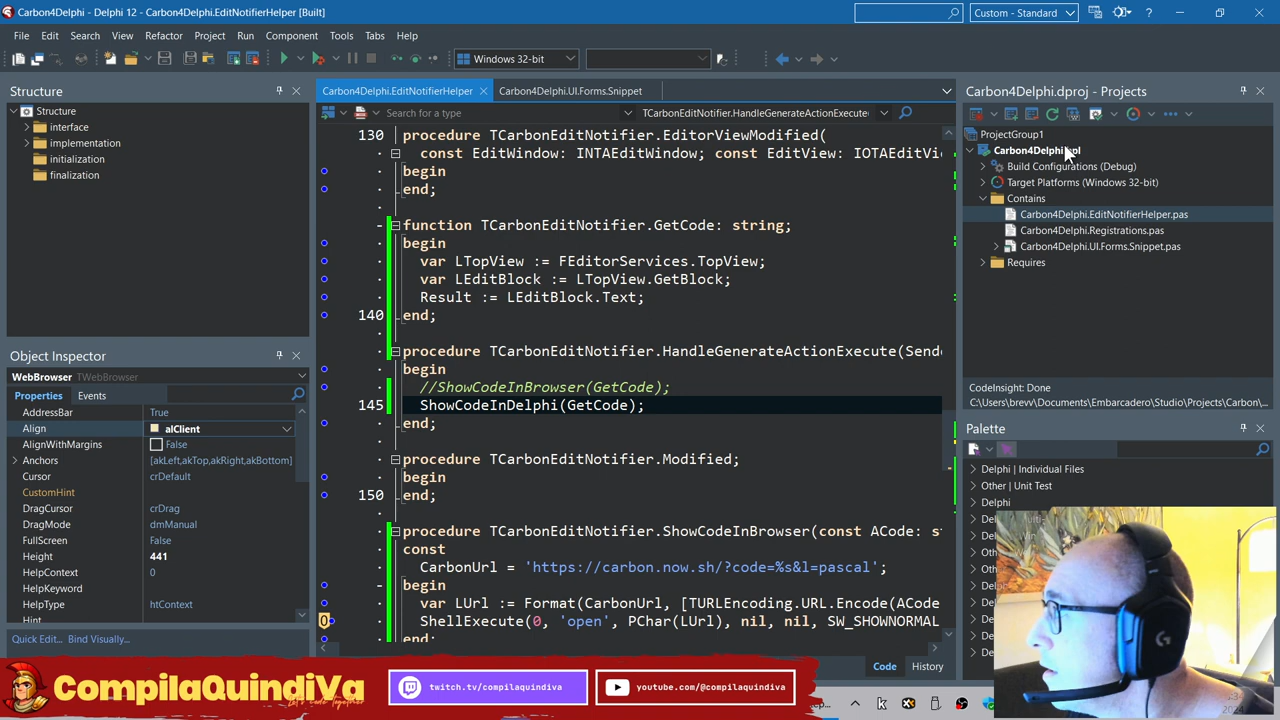 Carbon4Delphi - Delphi 12 - Carbon4Delphi.EditNotifierHelper [Built]
Custom - Standard
File Edit Search View Refactor Project Run Component Tools Tabs Help
Windows 32-bit
Structure
Structure
interface
implementation
initialization
finalization
Object Inspector
WebBrowser TWebBrowser
Properties Events
AddressBar True
Align alClient
AlignWithMargins False
Anchors [akLeft,akTop,akRight,akBottom]
Cursor crDefault
CustomHint
DragCursor crDrag
DragMode dmManual
FullScreen False
Height 441
HelpContext 0
HelpKeyword
HelpType htContext
Hint
Quick Edit... Bind Visually...
Carbon4Delphi.EditNotifierHelper Carbon4Delphi.UI.Forms.Snippet
Search for a type TCarbonEditNotifier.HandleGenerateActionExecute
130 procedure TCarbonEditNotifier.EditorViewModified(
const EditWindow: INTAEditWindow; const EditView: IOTAEditVi
begin
end;
function TCarbonEditNotifier.GetCode: string;
begin
var LTopView := FEditorServices.TopView;
var LEditBlock := LTopView.GetBlock;
Result := LEditBlock.Text;
140 end;
procedure TCarbonEditNotifier.HandleGenerateActionExecute(Send
begin
//ShowCodeInBrowser(GetCode);
145 ShowCodeInDelphi(GetCode);
end;
procedure TCarbonEditNotifier.Modified;
begin
150 end;
procedure TCarbonEditNotifier.ShowCodeInBrowser(const ACode: st
const
CarbonUrl = 'https://carbon.now.sh/?code=%s&l=pascal';
begin
var LUrl := Format(CarbonUrl, [TURLEncoding.URL.Encode(ACode
ShellExecute(0, 'open', PChar(LUrl), nil, nil, SW_SHOWNORMAL
end;
Code History
Carbon4Delphi.dproj - Projects
ProjectGroup1
Build Configurations (Debug)
Target Platforms (Windows 32-bit)
Contains
Carbon4Delphi.EditNotifierHelper.pas
Carbon4Delphi.Registrations.pas
Carbon4Delphi.UI.Forms.Snippet.pas
Requires
CodeInsight: Done
C:\Users\brevv\Documents\Embarcadero\Studio\Projects\Carbon\...
Palette
Delphi | Individual Files
Other | Unit Test
Delphi
CompilaQuindiVa
Let's code Together
twitch.tv/compilaquindiva
youtube.com/@compilaquindiva